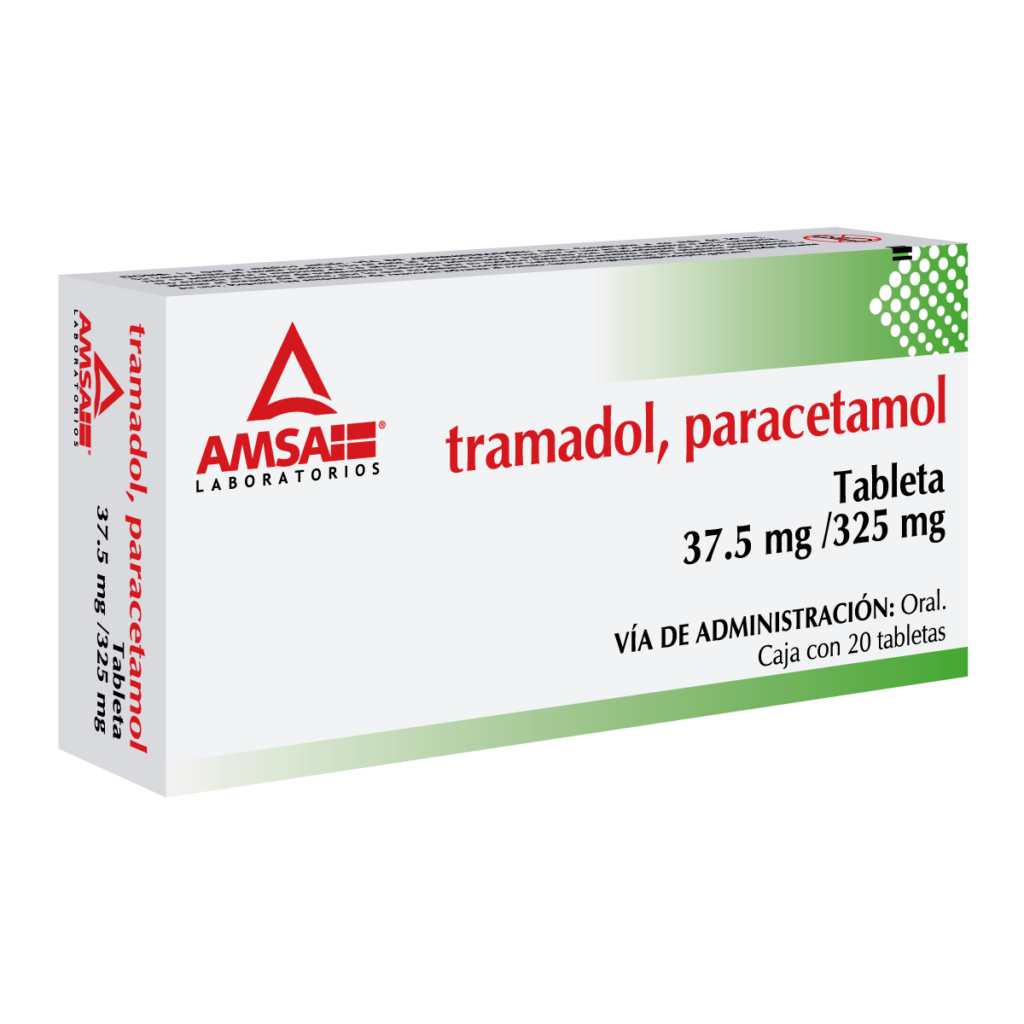 AMSA®
LABORATORIOS
tramadol, paracetamol
Tableta
37.5 mg /325 mg
VÍA DE ADMINISTRACIÓN: Oral.
Caja con 20 tabletas
AMSA
LABORATORIOS
tramadol, paracetamol
Tableta
37.5 mg /325 mg